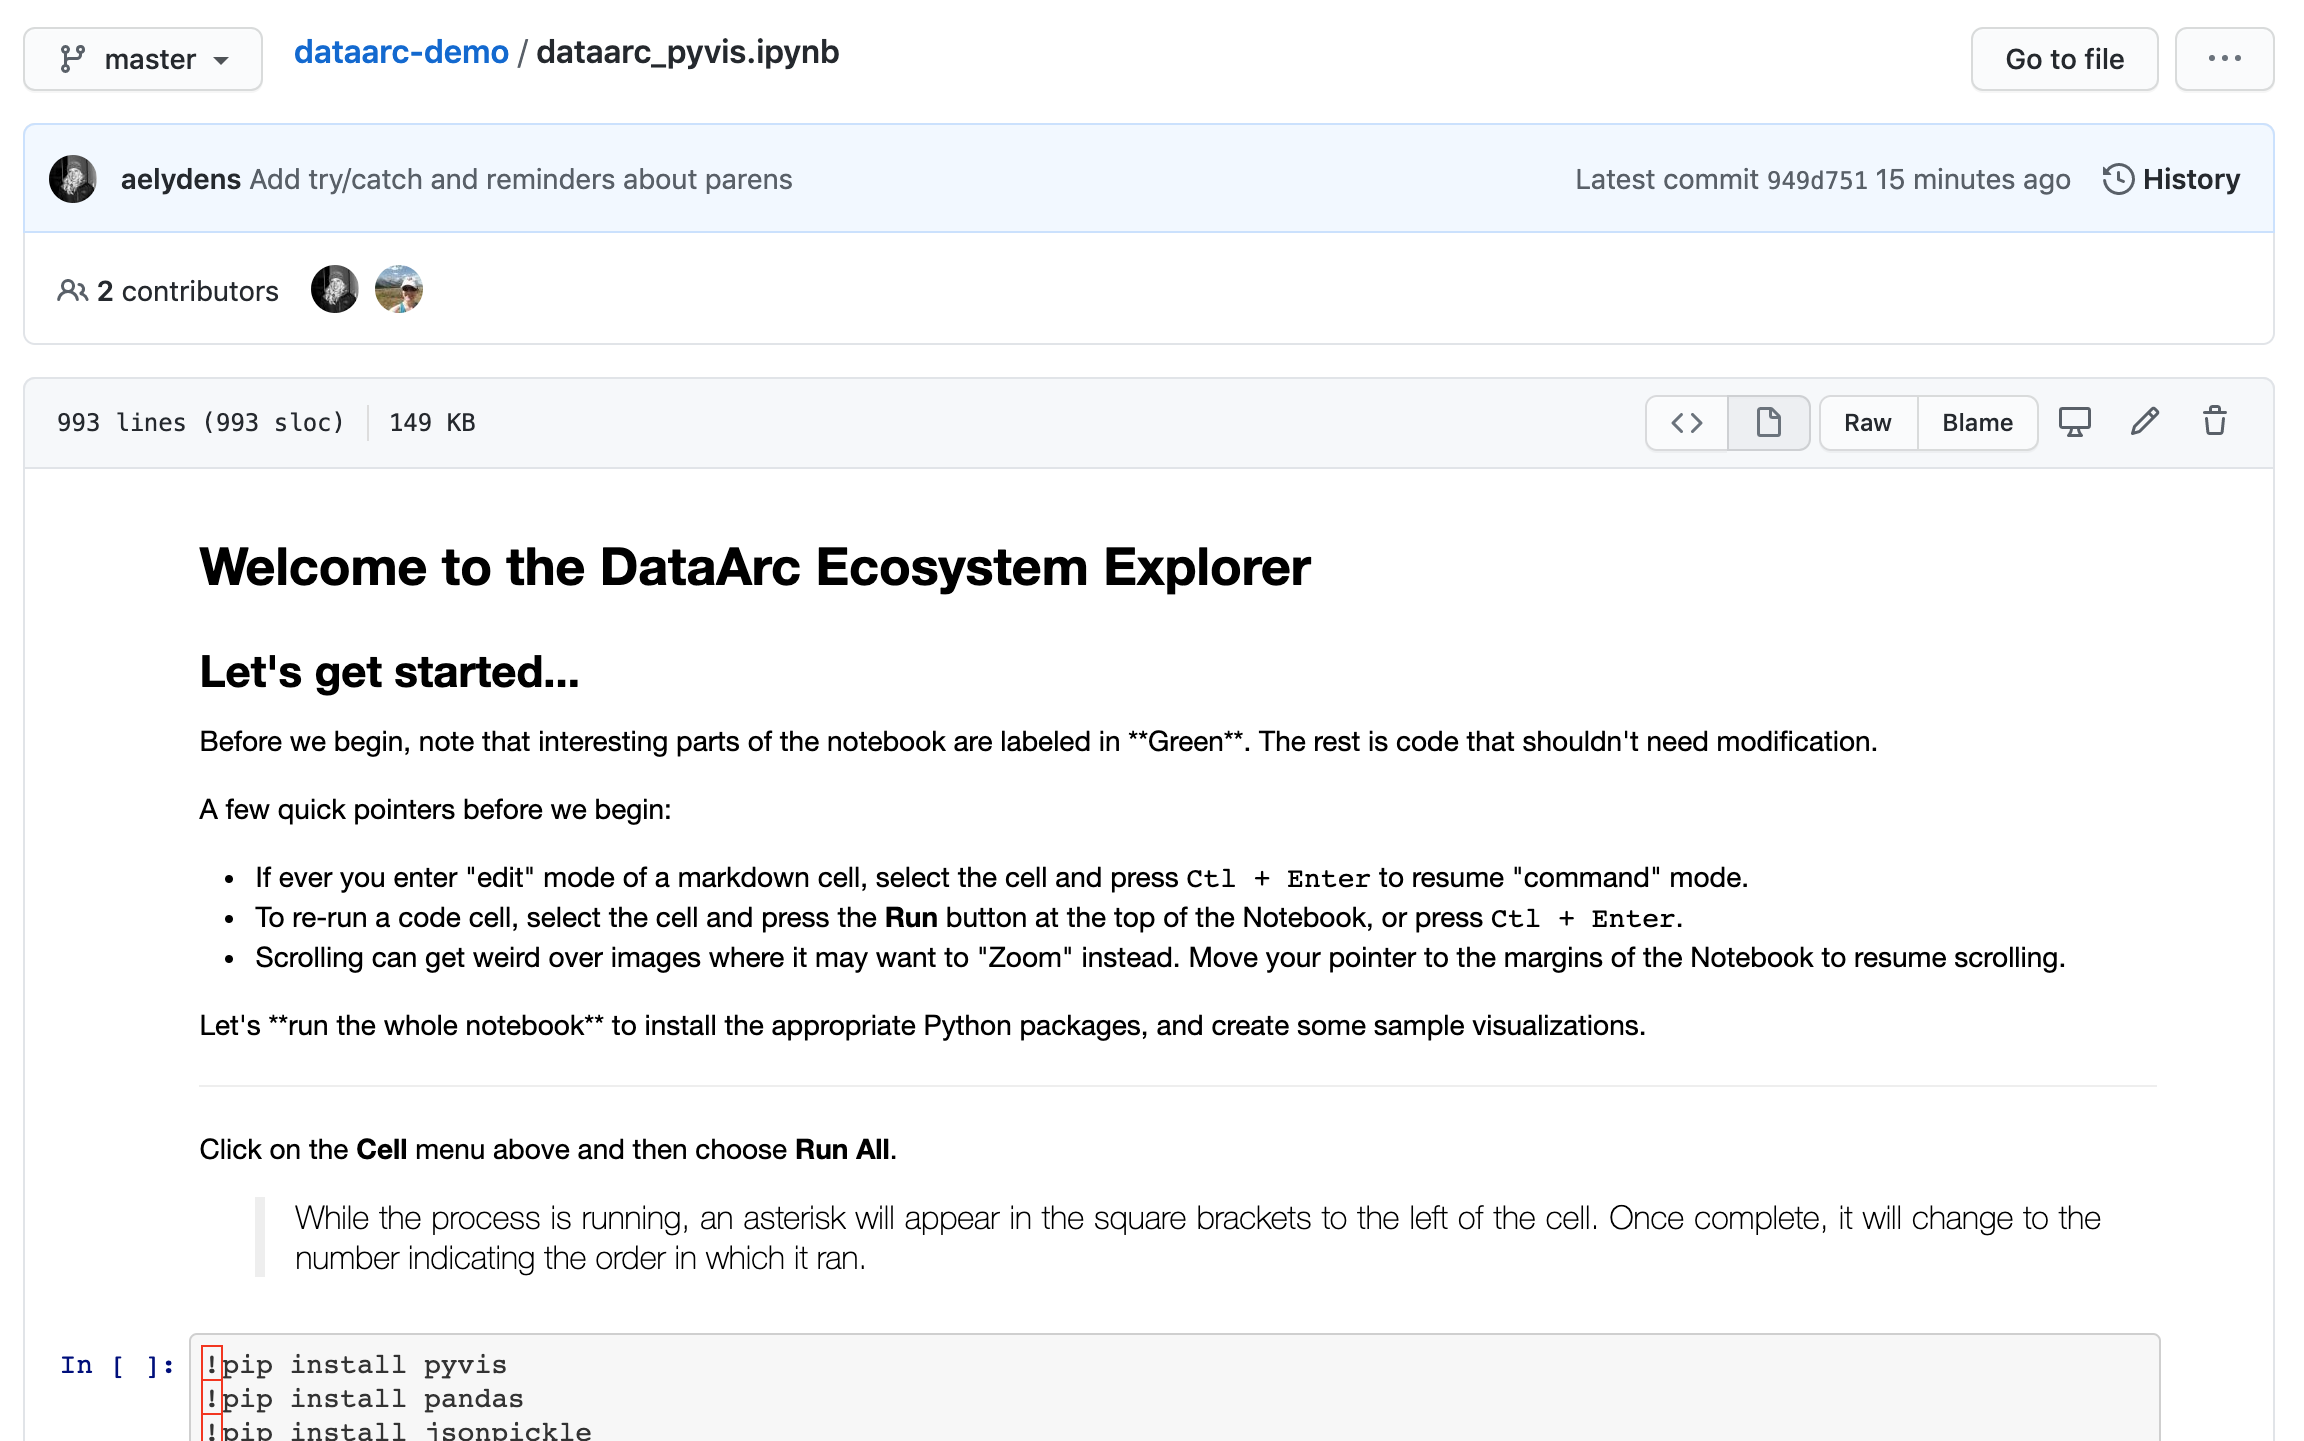 master
dataarc-demo / dataarc_pyvis.ipynb
Go to file
...
aelydens Add try/catch and reminders about parens
Latest commit 949d751 15 minutes ago
History
2 contributors
993 lines (993 sloc) 149 KB
<>
Raw
Blame
Welcome to the DataArc Ecosystem Explorer
Let's get started...
Before we begin, note that interesting parts of the notebook are labeled in **Green**. The rest is code that shouldn't need modification.
A few quick pointers before we begin:
• If ever you enter "edit" mode of a markdown cell, select the cell and press Ctl + Enter to resume "command" mode.
• To re-run a code cell, select the cell and press the Run button at the top of the Notebook, or press Ctl + Enter.
• Scrolling can get weird over images where it may want to "Zoom" instead. Move your pointer to the margins of the Notebook to resume scrolling.
Let's **run the whole notebook** to install the appropriate Python packages, and create some sample visualizations.
Click on the Cell menu above and then choose Run All.
While the process is running, an asterisk will appear in the square brackets to the left of the cell. Once complete, it will change to the
number indicating the order in which it ran.
In [ ]: !pip install pyvis
!pip install pandas
!pip install jsonpickle